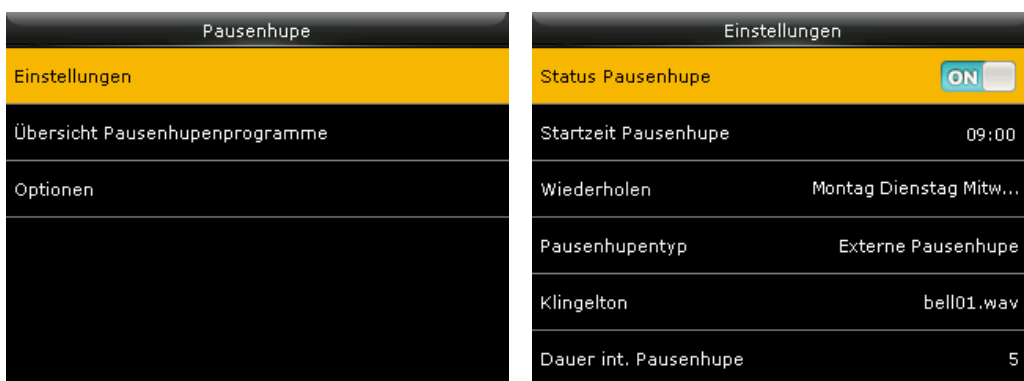 Pausenhupe
Einstellungen
Übersicht Pausenhupenprogramme
Optionen
Einstellungen
Status Pausenhupe ON
Startzeit Pausenhupe 09:00
Wiederholen Montag Dienstag Mitw...
Pausenhupentyp Externe Pausenhupe
Klingelton bell01.wav
Dauer int. Pausenhupe 5